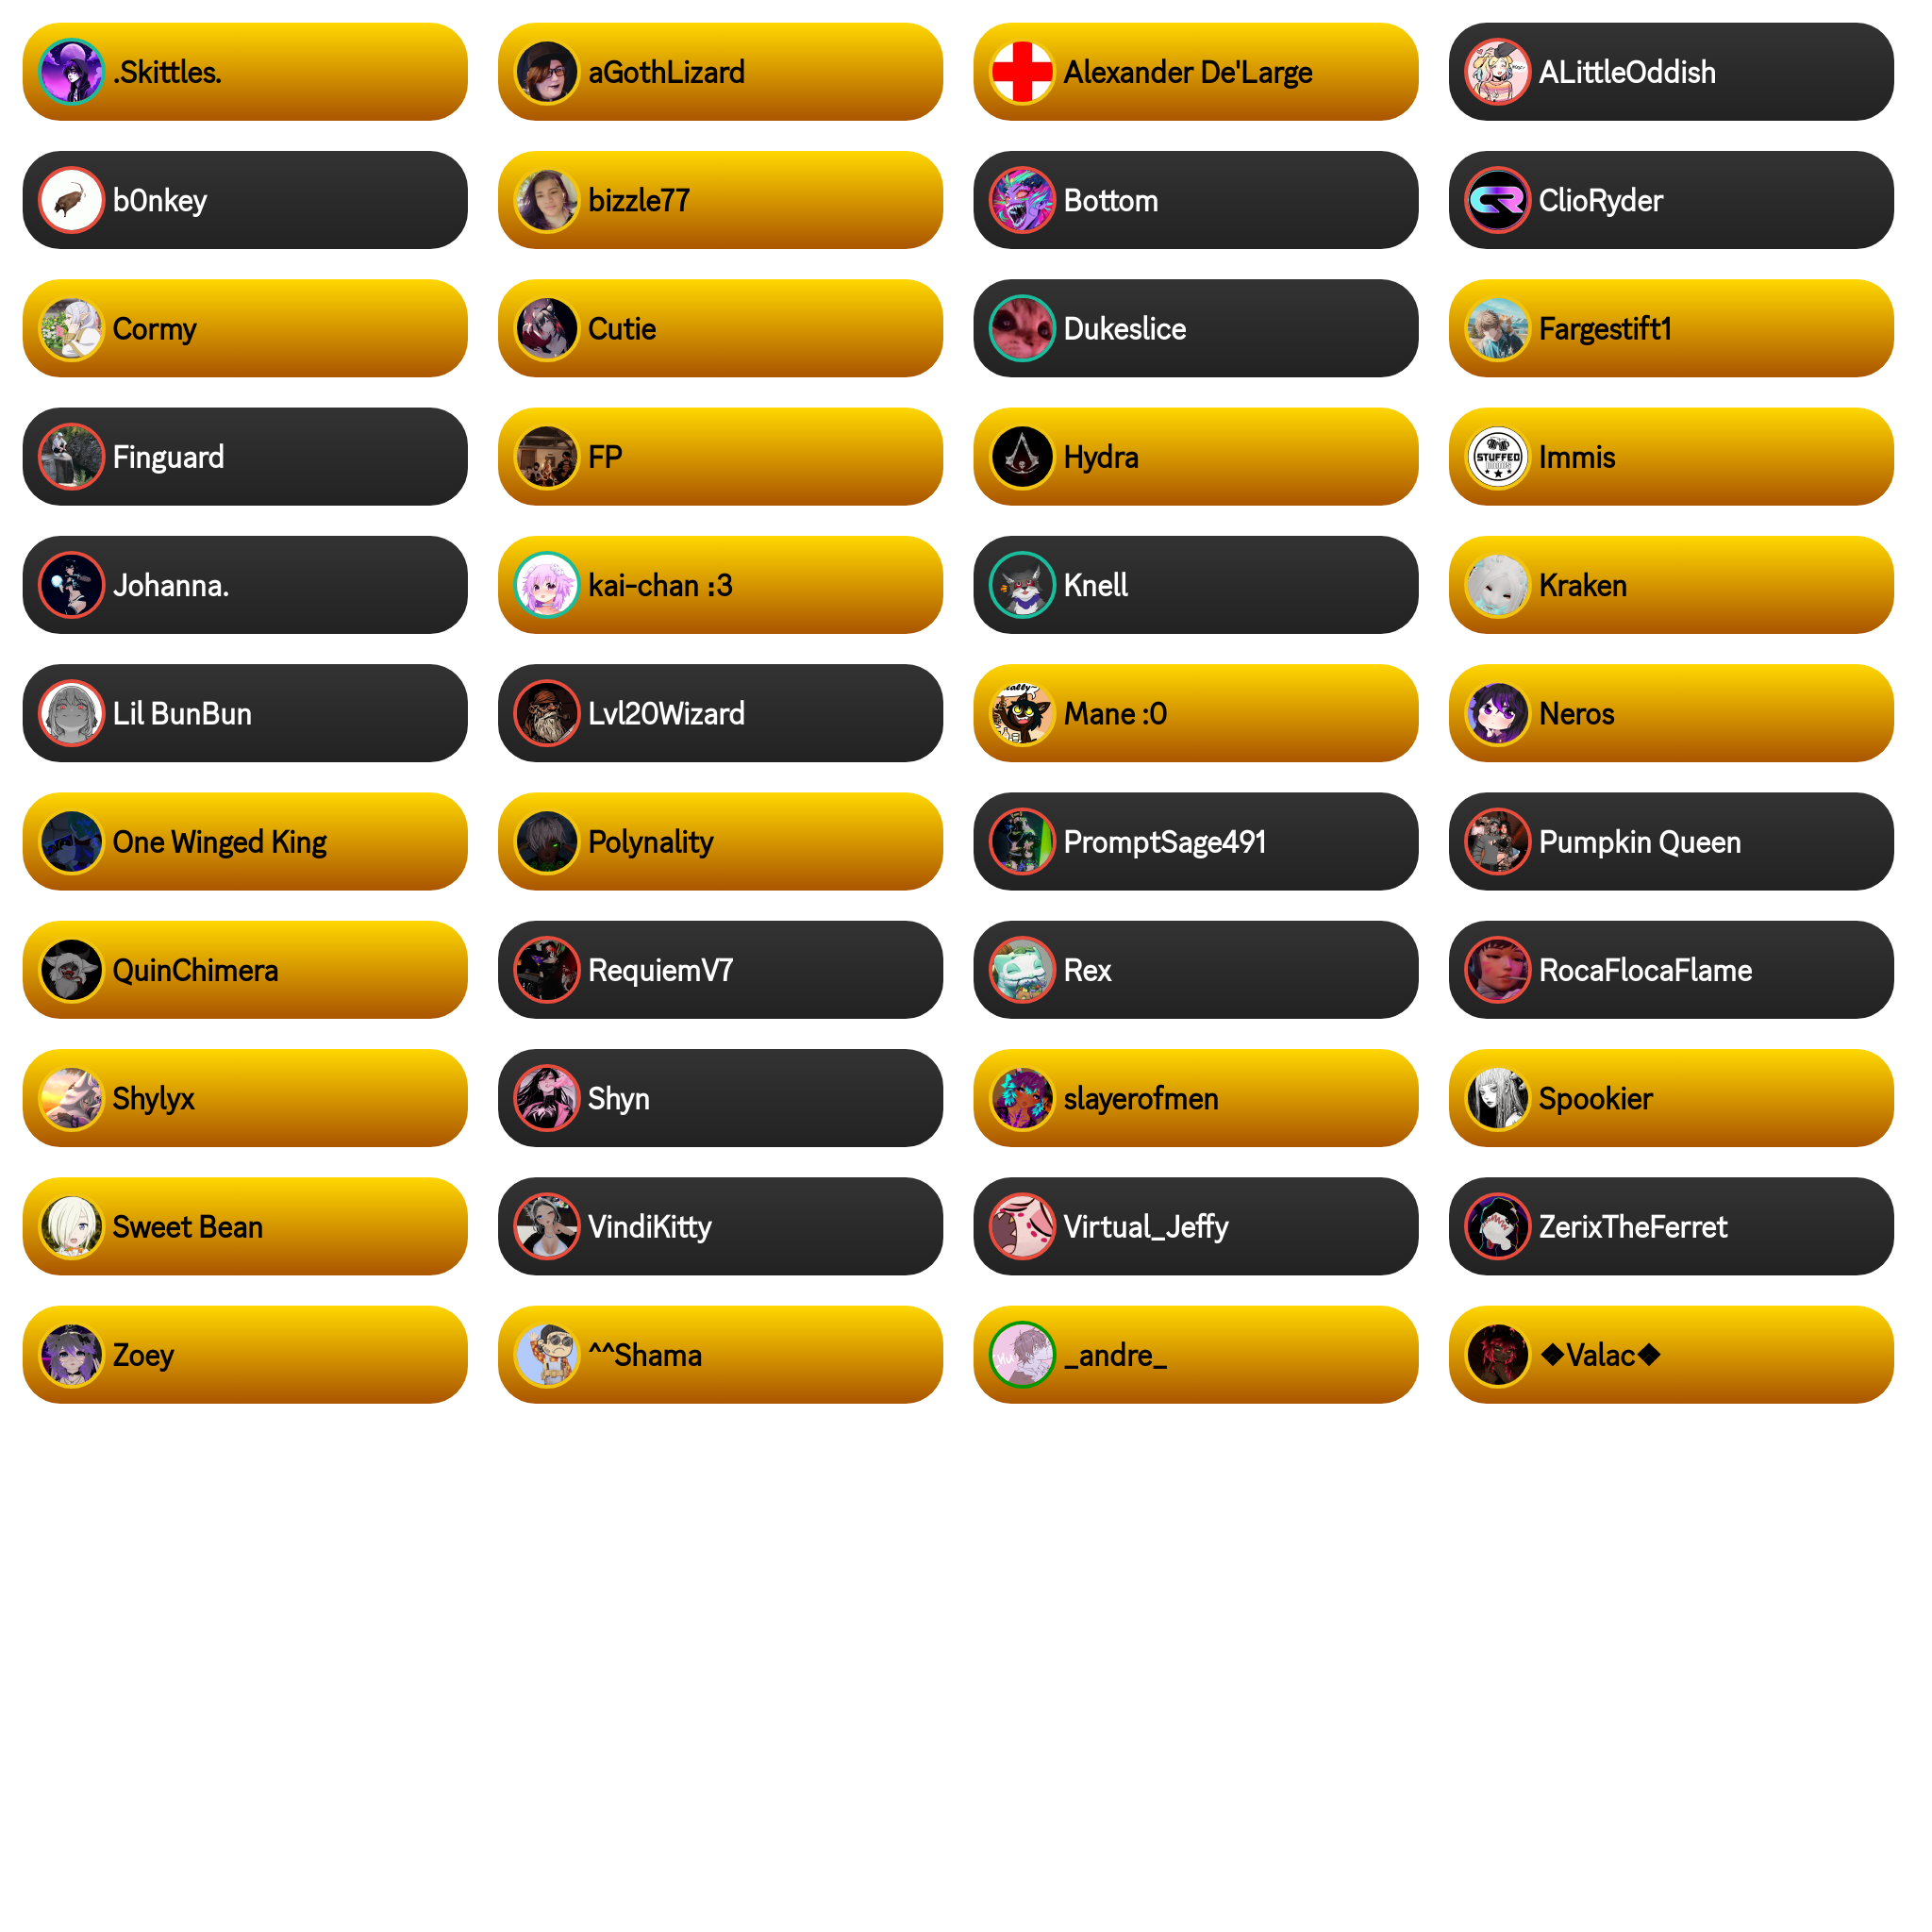 .Skittles.
aGothLizard
Alexander De'Large
ALittleOddish
b0nkey
bizzle77
Bottom
ClioRyder
Cormy
Cutie
Dukeslice
Fargestift1
Finguard
FP
Hydra
STUFFED
Immis
Johanna.
kai-chan :3
Knell
Kraken
Lil BunBun
Lvl20Wizard
Mane :0
Neros
One Winged King
Polynality
PromptSage491
Pumpkin Queen
QuinChimera
RequiemV7
Rex
RocaFlocaFlame
Shylyx
Shyn
slayerofmen
Spookier
Sweet Bean
VindiKitty
Virtual_Jeffy
ZerixTheFerret
Zoey
^^Shama
_andre_
◆Valac◆